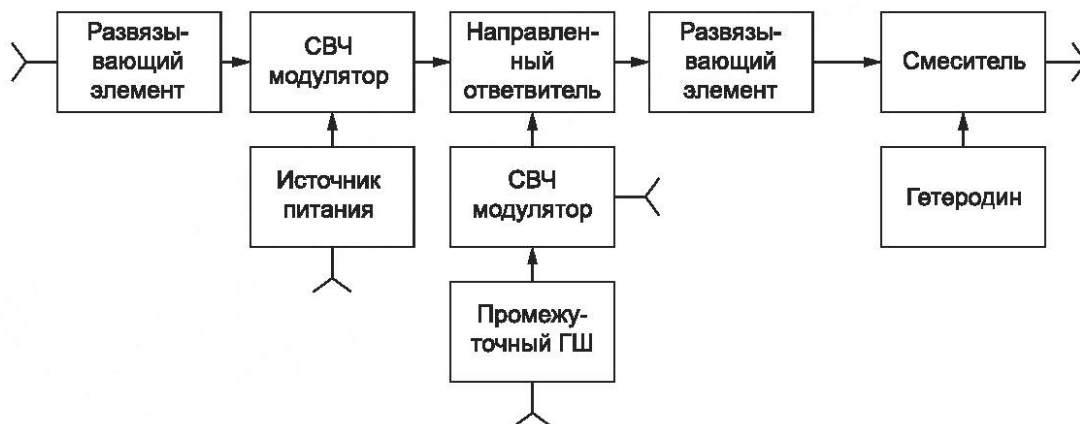 Развязы-
вающий
элемент
СВЧ
модулятор
Направлен-
ный
ответвитель
Развязы-
вающий
элемент
Смеситель
Источник
питания
СВЧ
модулятор
Гетеродин
Промежу-
точный ГШ